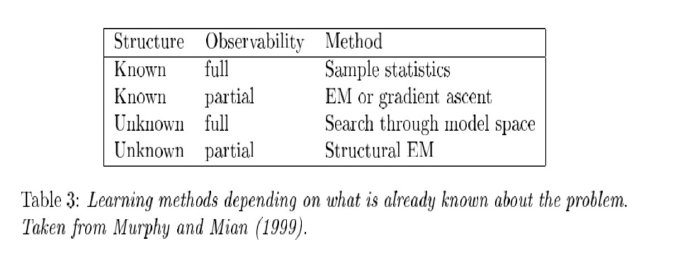 Structure Observability Method
Known full Sample statistics
Known partial EM or gradient ascent
Unknown full Search through model space
Unknown partial Structural EM
Table 3: Learning methods depending on what is already known about the problem.
Taken from Murphy and Mian (1999).